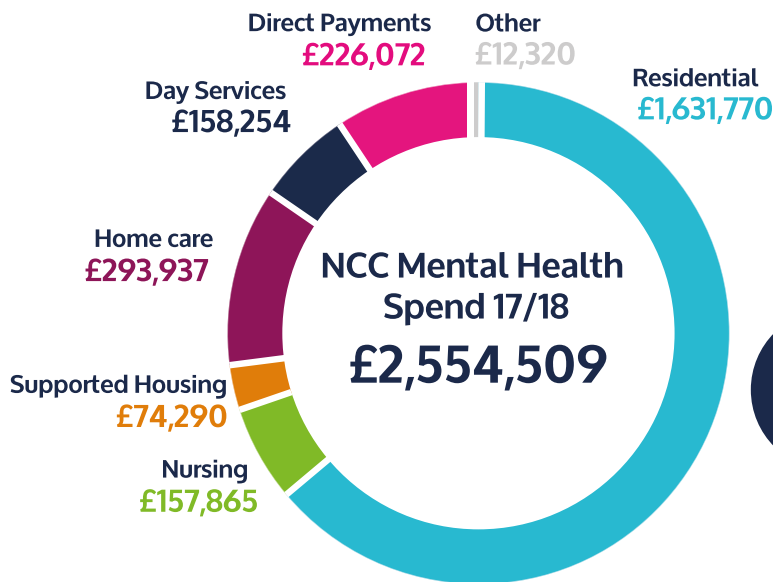 Direct Payments
£226,072
Other
£12,320
Residential
£1,631,770
Day Services
£158,254
Home care
£293,937
NCC Mental Health
Spend 17/18
£2,554,509
Supported Housing
£74,290
Nursing
£157,865